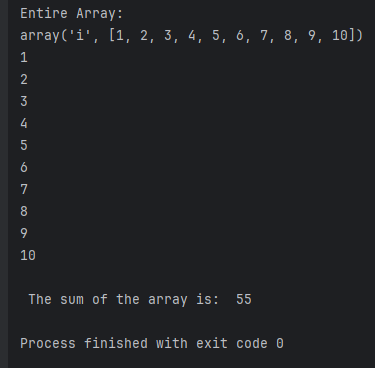 Entire Array:
array('i', [1, 2, 3, 4, 5, 6, 7, 8, 9, 10])
1
2
3
4
5
6
7
8
9
10
The sum of the array is:  55
Process finished with exit code 0